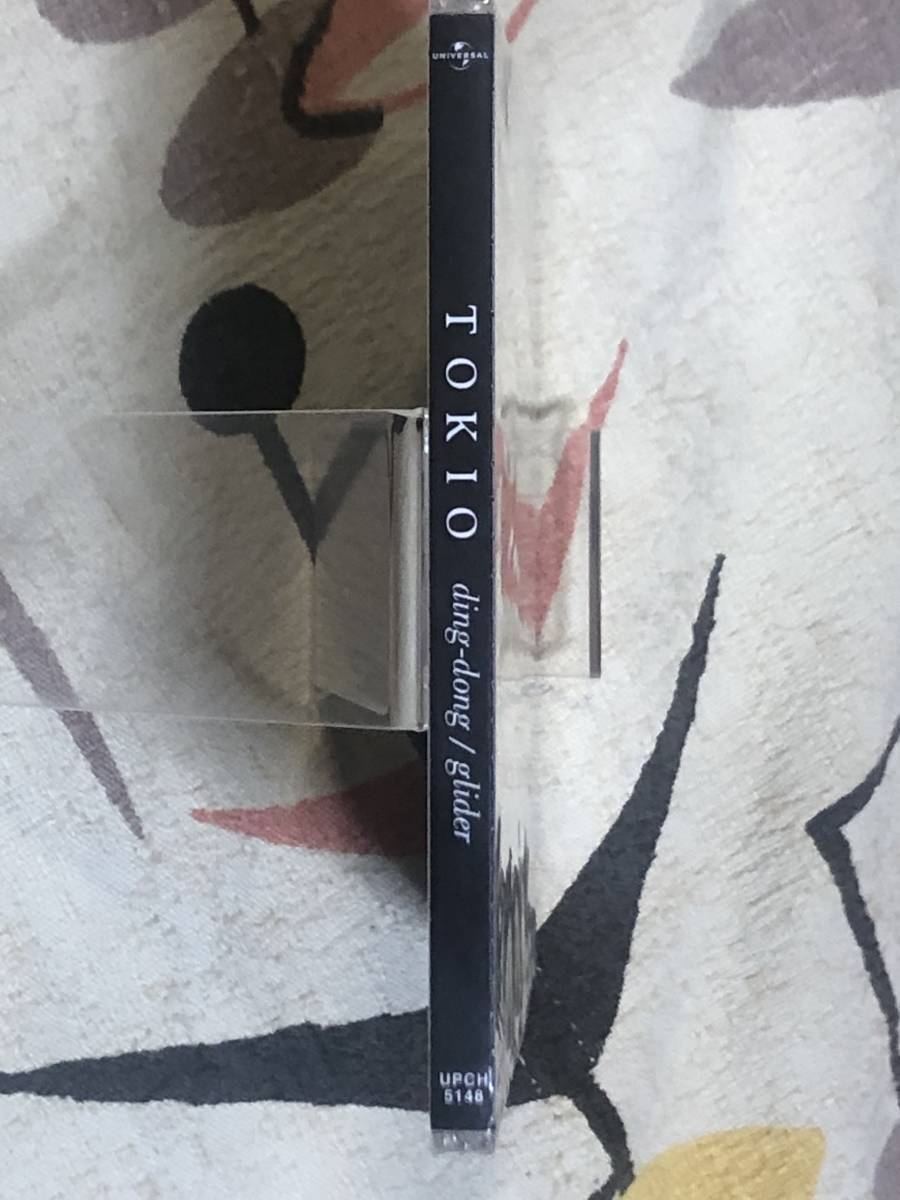 UNIVERSAL
TOKIO ding-dong / glider
UPCH
5148